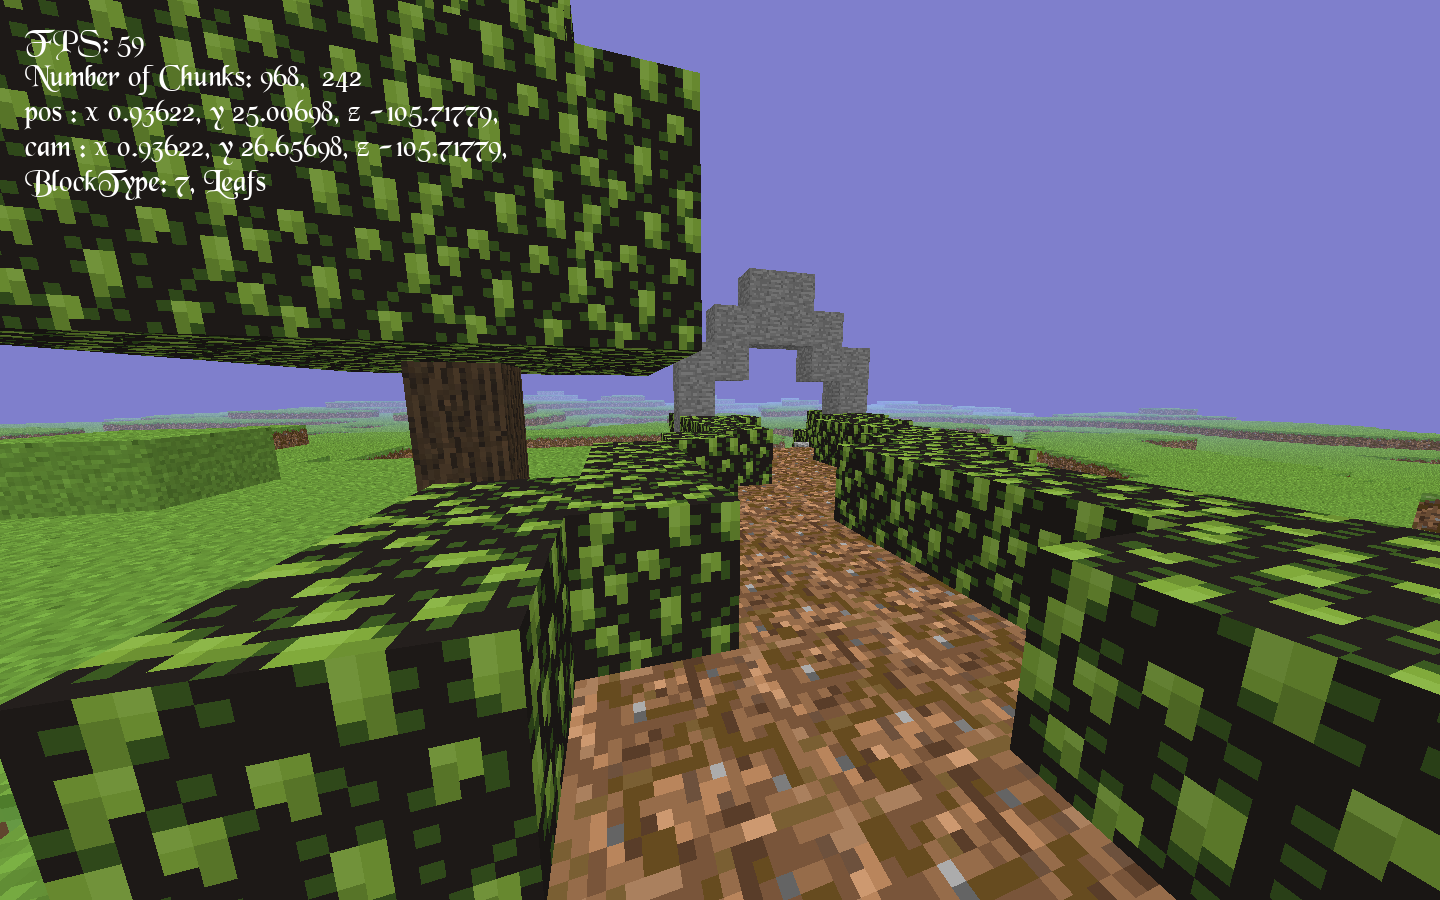 FPS: 59
Number of Chunks: 968, 242
pos : x 0.93622, y 25.00698, z -105.71779,
cam : x 0.93622, y 26.65698, z -105.71779,
BlockType: 7, Leafs